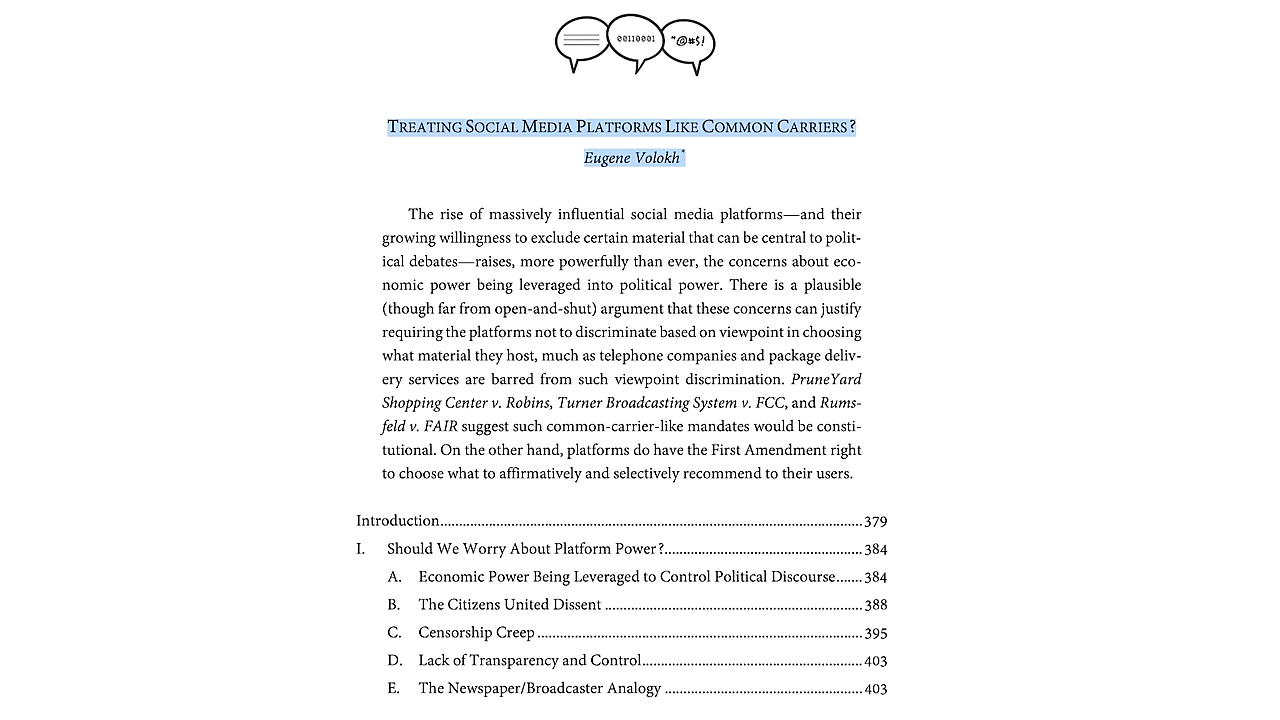 00110001
"@#$!
TREATING SOCIAL MEDIA PLATFORMS LIKE COMMON CARRIERS?
Eugene Volokh*
The rise of massively influential social media platforms—and their
growing willingness to exclude certain material that can be central to polit-
ical debates—raises, more powerfully than ever, the concerns about eco-
nomic power being leveraged into political power. There is a plausible
(though far from open-and-shut) argument that these concerns can justify
requiring the platforms not to discriminate based on viewpoint in choosing
what material they host, much as telephone companies and package deliv-
ery services are barred from such viewpoint discrimination. PruneYard
Shopping Center v. Robins, Turner Broadcasting System v. FCC, and Rums-
feld v. FAIR suggest such common-carrier-like mandates would be consti-
tutional. On the other hand, platforms do have the First Amendment right
to choose what to affirmatively and selectively recommend to their users.
Introduction 379
I. Should We Worry About Platform Power? 384
A. Economic Power Being Leveraged to Control Political Discourse 384
B. The Citizens United Dissent 388
C. Censorship Creep 395
D. Lack of Transparency and Control 403
E. The Newspaper/Broadcaster Analogy 403